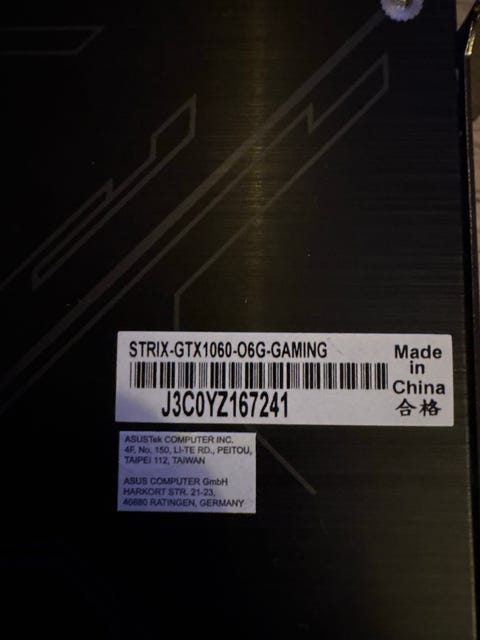 STRIX-GTX1060-O6G-GAMING
J3C0YZ167241
Made
in
China
合格
ASUSTek COMPUTER INC.
4F, No. 150, LI-TE RD., PEITOU,
TAIPEI 112, TAIWAN
ASUS COMPUTER GmbH
HARKORT STR. 21-23,
40880 RATINGEN, GERMANY